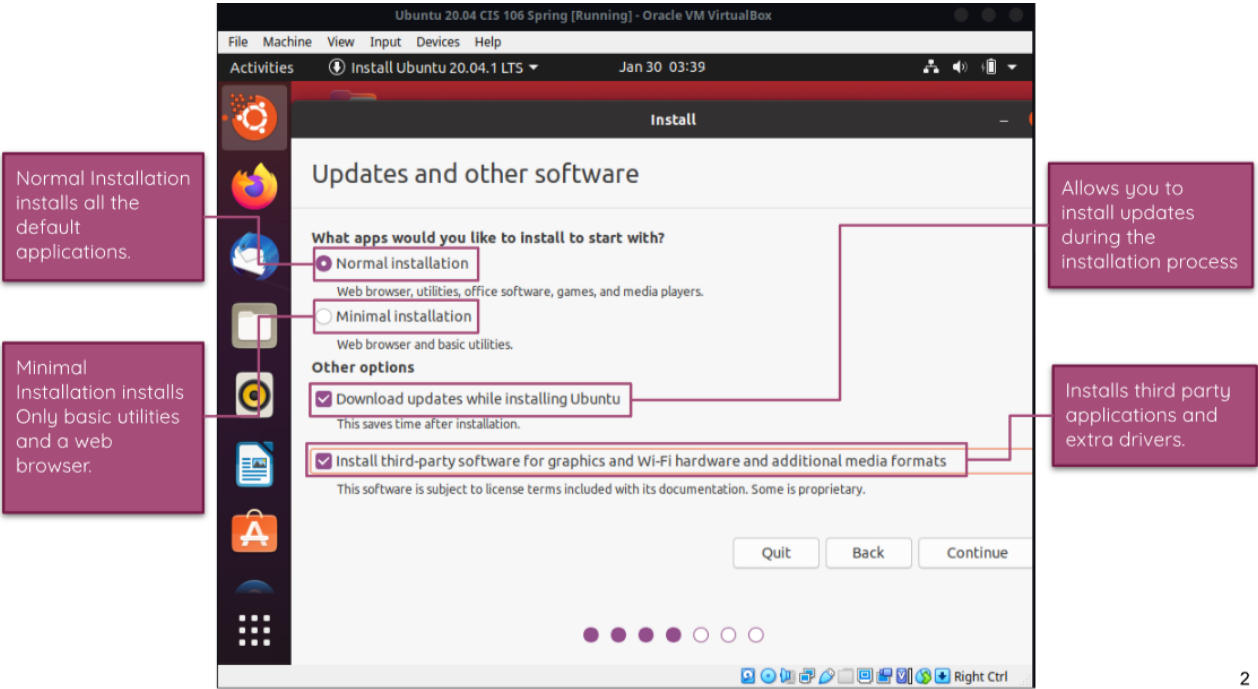 Ubuntu 20.04 CIS 106 Spring [Running] - Oracle VM VirtualBox
File Machine View Input Devices Help
Activities Install Ubuntu 20.04.1 LTS Jan 30 03:39
Install
Updates and other software
What apps would you like to install to start with?
Normal installation
Web browser, utilities, office software, games, and media players.
Minimal installation
Web browser and basic utilities.
Other options
Download updates while installing Ubuntu
This saves time after installation.
Install third-party software for graphics and Wi-Fi hardware and additional media formats
This software is subject to license terms included with its documentation. Some is proprietary.
Quit Back Continue
Right Ctrl
Normal Installation
installs all the
default
applications.
Minimal
Installation installs
Only basic utilities
and a web
browser.
Allows you to
install updates
during the
installation process
Installs third party
applications and
extra drivers.
2